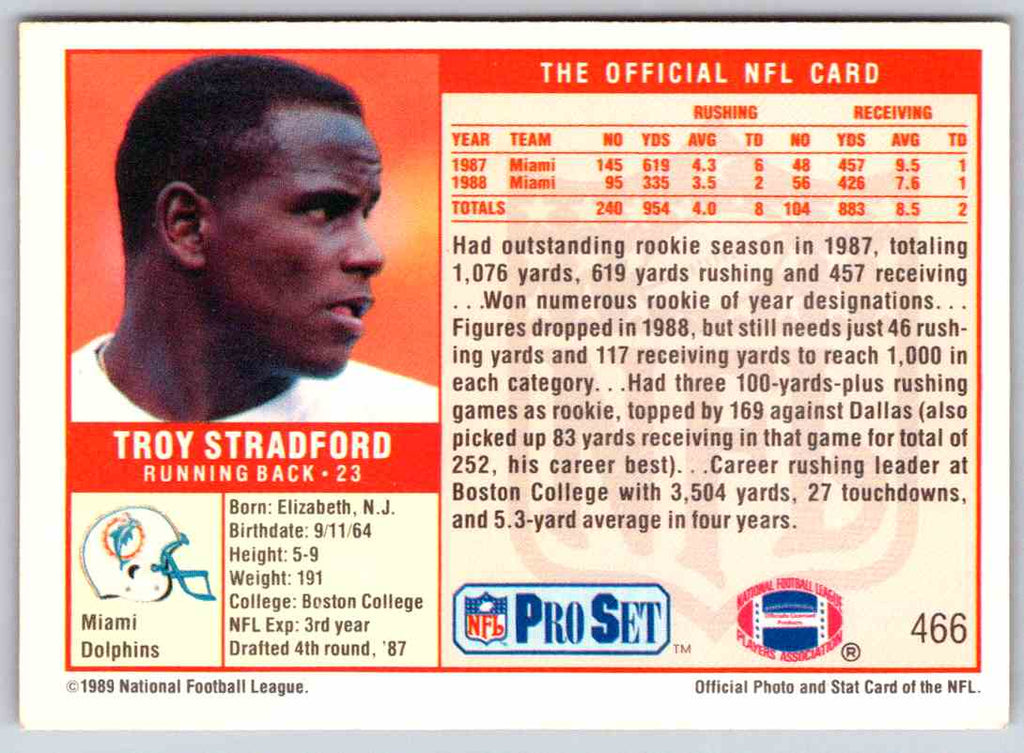 THE OFFICIAL NFL CARD
RUSHING RECEIVING
YEAR TEAM NO YDS AVG TD NO YDS AVG TD
1987 Miami 145 619 4.3 6 48 457 9.5 1
1988 Miami 95 335 3.5 2 56 426 7.6 1
TOTALS 240 954 4.0 8 104 883 8.5 2
Had outstanding rookie season in 1987, totaling
1,076 yards, 619 yards rushing and 457 receiving
. . .Won numerous rookie of year designations. . .
Figures dropped in 1988, but still needs just 46 rush-
ing yards and 117 receiving yards to reach 1,000 in
each category. . .Had three 100-yards-plus rushing
games as rookie, topped by 169 against Dallas (also
picked up 83 yards receiving in that game for total of
252, his career best). . .Career rushing leader at
Boston College with 3,504 yards, 27 touchdowns,
and 5.3-yard average in four years.
TROY STRADFORD
RUNNING BACK • 23
Miami
Dolphins
Born: Elizabeth, N.J.
Birthdate: 9/11/64
Height: 5-9
Weight: 191
College: Boston College
NFL Exp: 3rd year
Drafted 4th round, '87
NFL PRO SET TM
NATIONAL FOOTBALL LEAGUE
Officially Licensed
Product
PLAYERS ASSOCIATION
®
466
©1989 National Football League.
Official Photo and Stat Card of the NFL.